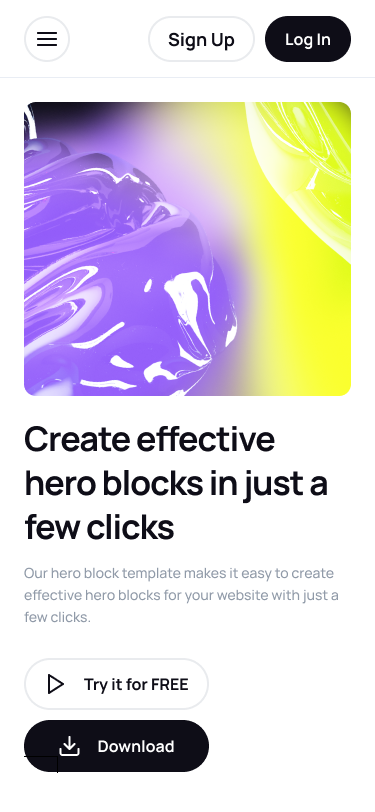 Sign Up
Log In
Create effective
hero blocks in just a
few clicks
Our hero block template makes it easy to create
effective hero blocks for your website with just a
few clicks.
Try it for FREE
Download